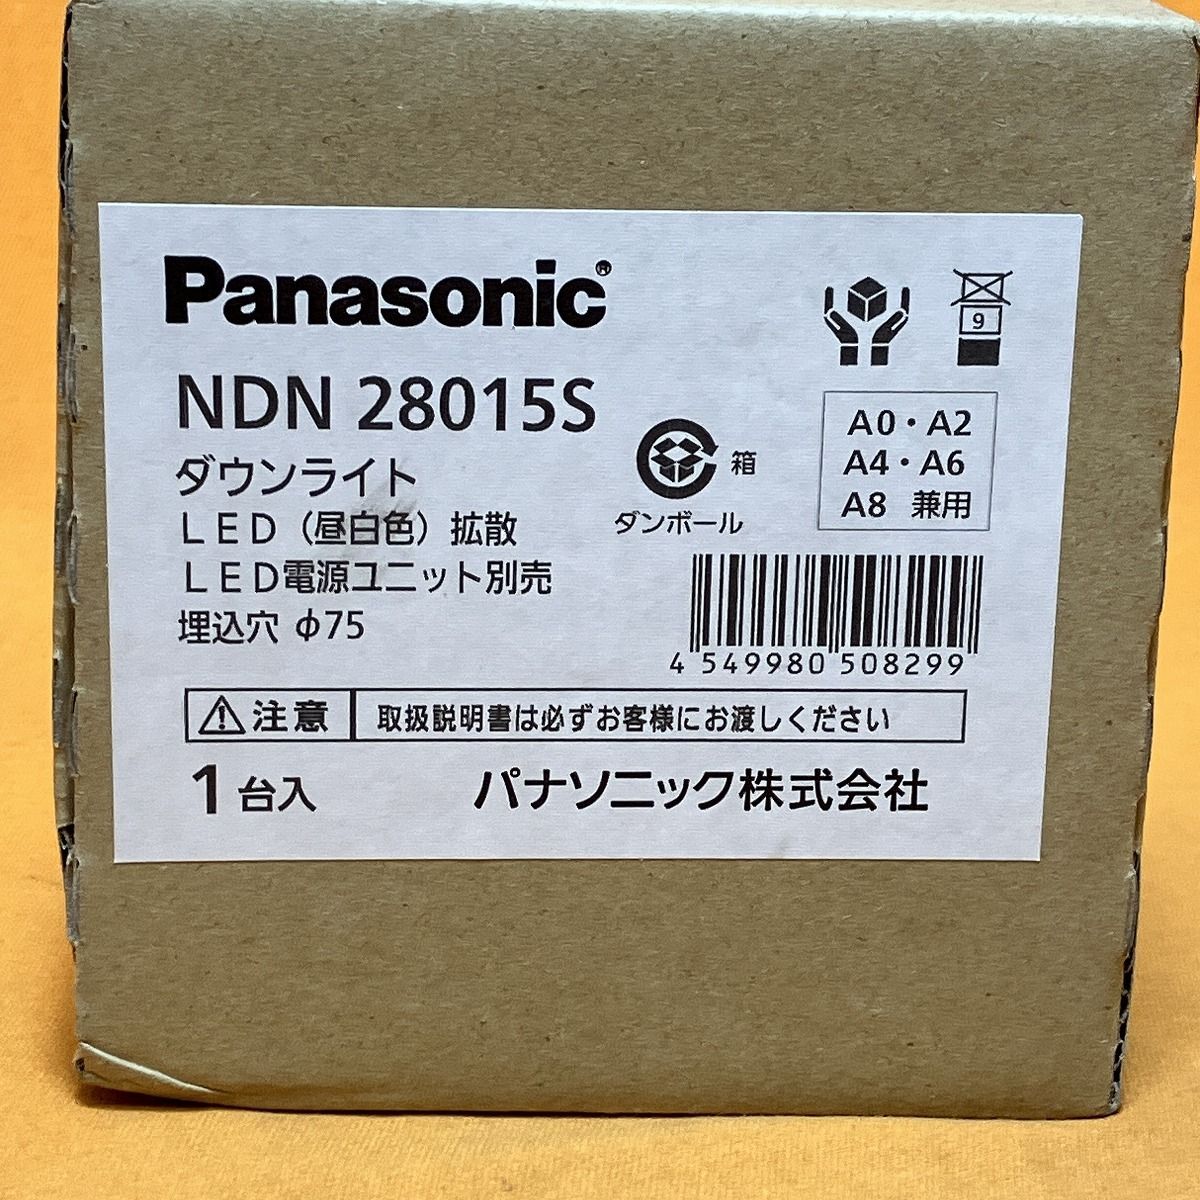 Panasonic®
NDN 28015S
ダウンライト
LED（昼白色）拡散
LED電源ユニット別売
埋込穴 φ75
9
箱
ダンボール
A0・A2
A4・A6
A8 兼用
4 549980 508299
注意 取扱説明書は必ずお客様にお渡しください
1台入 パナソニック株式会社